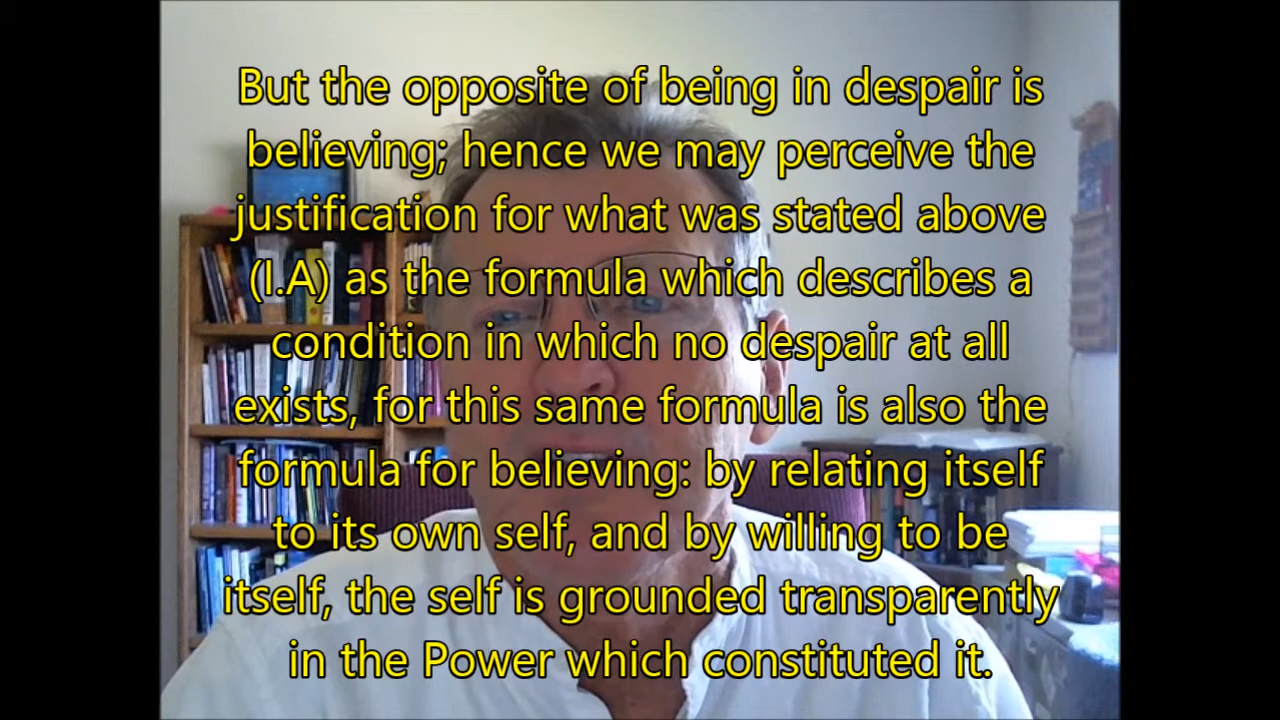 But the opposite of being in despair is
believing; hence we may perceive the
justification for what was stated above
(I.A) as the formula which describes a
condition in which no despair at all
exists, for this same formula is also the
formula for believing: by relating itself
to its own self, and by willing to be
itself, the self is grounded transparently
in the Power which constituted it.